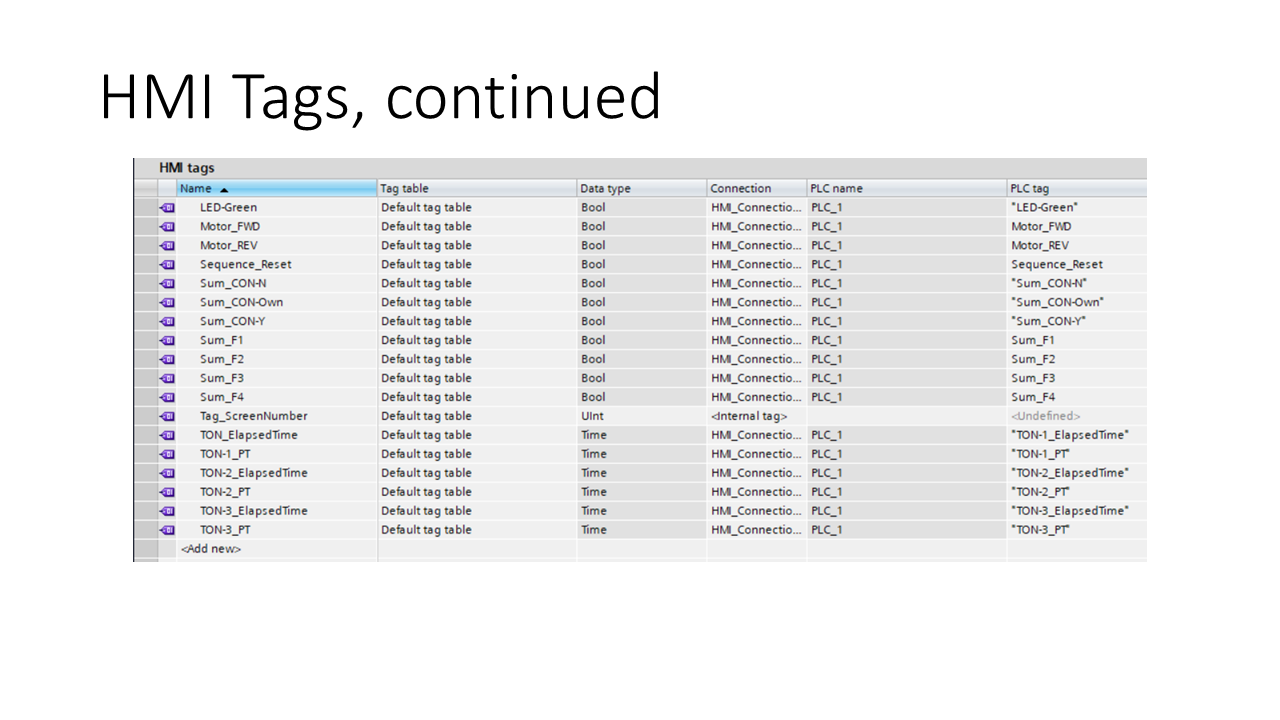 HMI Tags, continued
HMI tags
Name Tag table Data type Connection PLC name PLC tag
LED-Green Default tag table Bool HMI_Connectio... PLC_1 "LED-Green"
Motor_FWD Default tag table Bool HMI_Connectio... PLC_1 Motor_FWD
Motor_REV Default tag table Bool HMI_Connectio... PLC_1 Motor_REV
Sequence_Reset Default tag table Bool HMI_Connectio... PLC_1 Sequence_Reset
Sum_CON-N Default tag table Bool HMI_Connectio... PLC_1 "Sum_CON-N"
Sum_CON-Own Default tag table Bool HMI_Connectio... PLC_1 "Sum_CON-Own"
Sum_CON-Y Default tag table Bool HMI_Connectio... PLC_1 "Sum_CON-Y"
Sum_F1 Default tag table Bool HMI_Connectio... PLC_1 Sum_F1
Sum_F2 Default tag table Bool HMI_Connectio... PLC_1 Sum_F2
Sum_F3 Default tag table Bool HMI_Connectio... PLC_1 Sum_F3
Sum_F4 Default tag table Bool HMI_Connectio... PLC_1 Sum_F4
Tag_ScreenNumber Default tag table UInt <Internal tag> <Undefined>
TON_ElapsedTime Default tag table Time HMI_Connectio... PLC_1 "TON-1_ElapsedTime"
TON-1_PT Default tag table Time HMI_Connectio... PLC_1 "TON-1_PT"
TON-2_ElapsedTime Default tag table Time HMI_Connectio... PLC_1 "TON-2_ElapsedTime"
TON-2_PT Default tag table Time HMI_Connectio... PLC_1 "TON-2_PT"
TON-3_ElapsedTime Default tag table Time HMI_Connectio... PLC_1 "TON-3_ElapsedTime"
TON-3_PT Default tag table Time HMI_Connectio... PLC_1 "TON-3_PT"
<Add new>